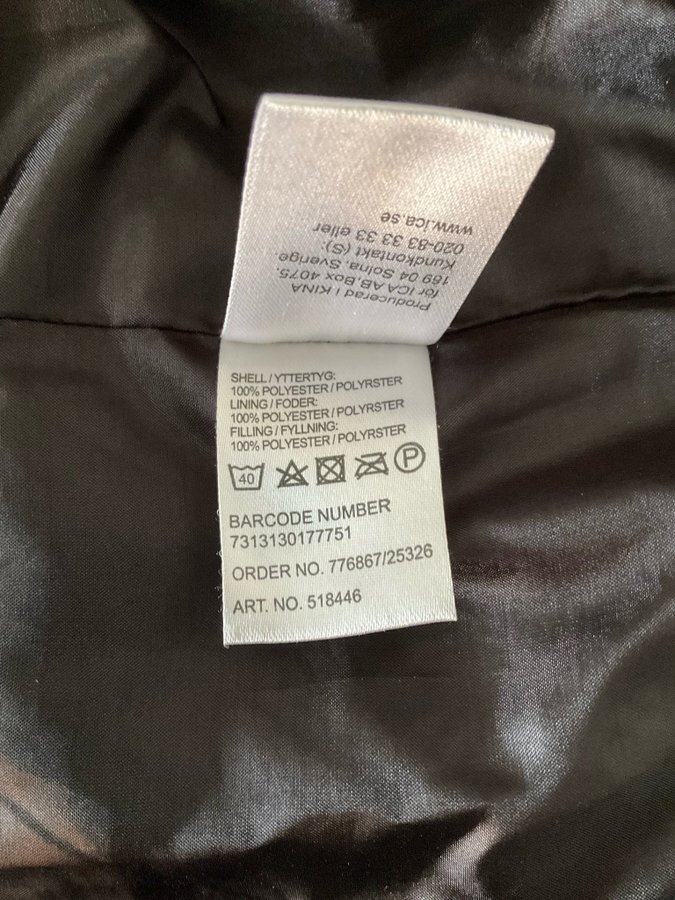 Producerad i KINA
för ICA AB, Box 4075,
169 04 Solna, Sverige.
Kundkontakt (S):
020-83 33 33 eller
www.ica.se
SHELL / YTTERTYG:
100% POLYESTER / POLYRSTER
LINING / FODER:
100% POLYESTER / POLYRSTER
FILLING / FYLLNING:
100% POLYESTER / POLYRSTER
40 P
BARCODE NUMBER
7313130177751
ORDER NO. 776867/25326
ART. NO. 518446